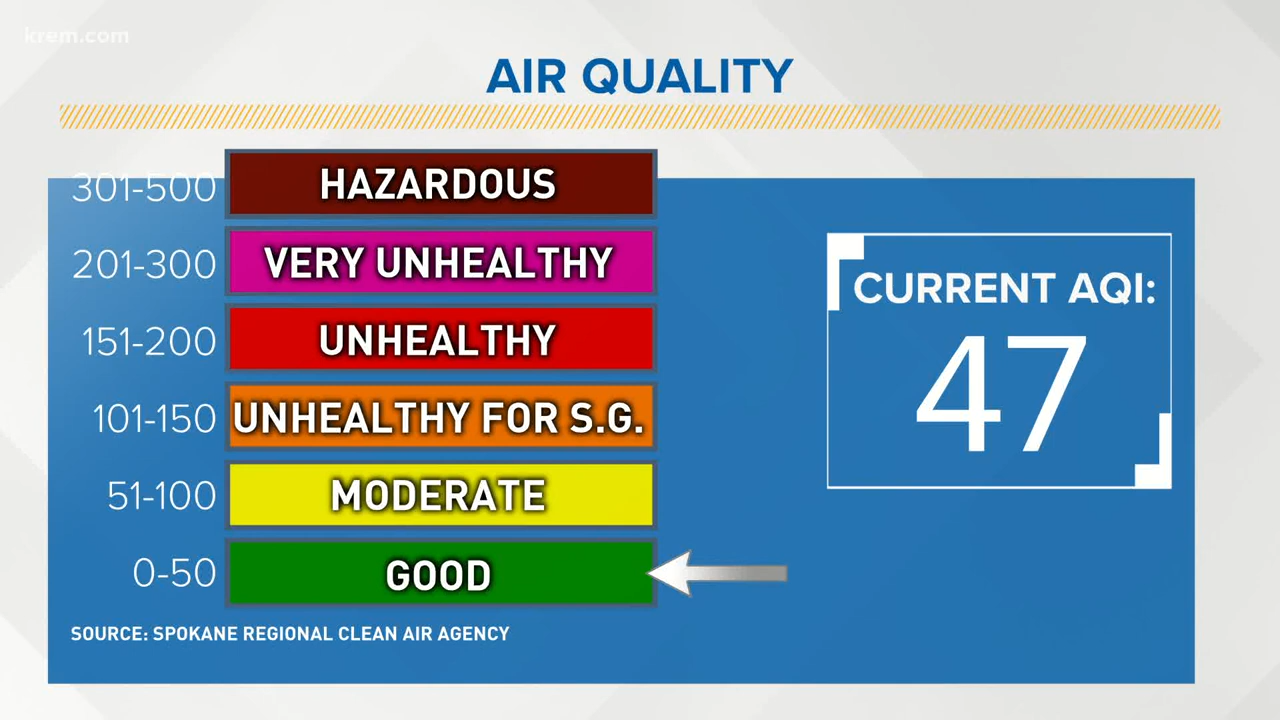 krem.com
AIR QUALITY
301-500 HAZARDOUS
201-300 VERY UNHEALTHY
151-200 UNHEALTHY
101-150 UNHEALTHY FOR S.G.
51-100 MODERATE
0-50 GOOD
SOURCE: SPOKANE REGIONAL CLEAN AIR AGENCY
CURRENT AQI:
47